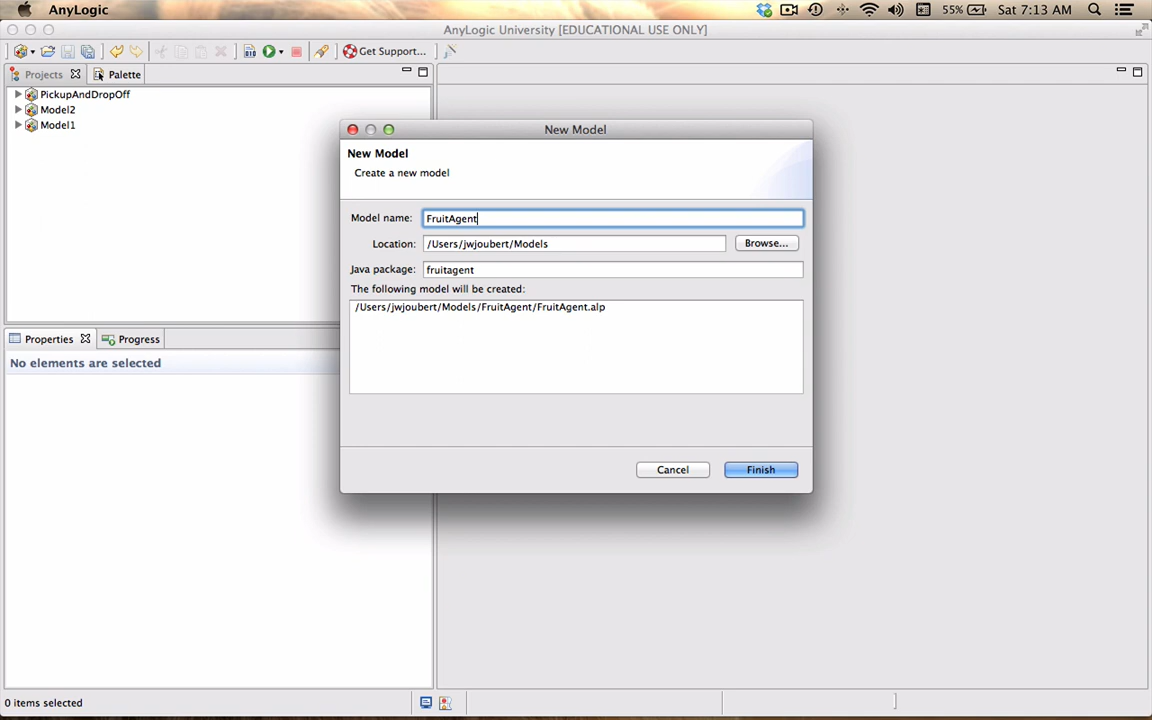 AnyLogic
55%
Sat 7:13 AM
AnyLogic University [EDUCATIONAL USE ONLY]
Get Support...
Projects
Palette
PickupAndDropOff
Model2
Model1
New Model
New Model
Create a new model
Model name:
FruitAgent
Location:
/Users/jwjoubert/Models
Browse...
Java package:
fruitagent
The following model will be created:
/Users/jwjoubert/Models/FruitAgent/FruitAgent.alp
Cancel
Finish
Properties
Progress
No elements are selected
0 items selected